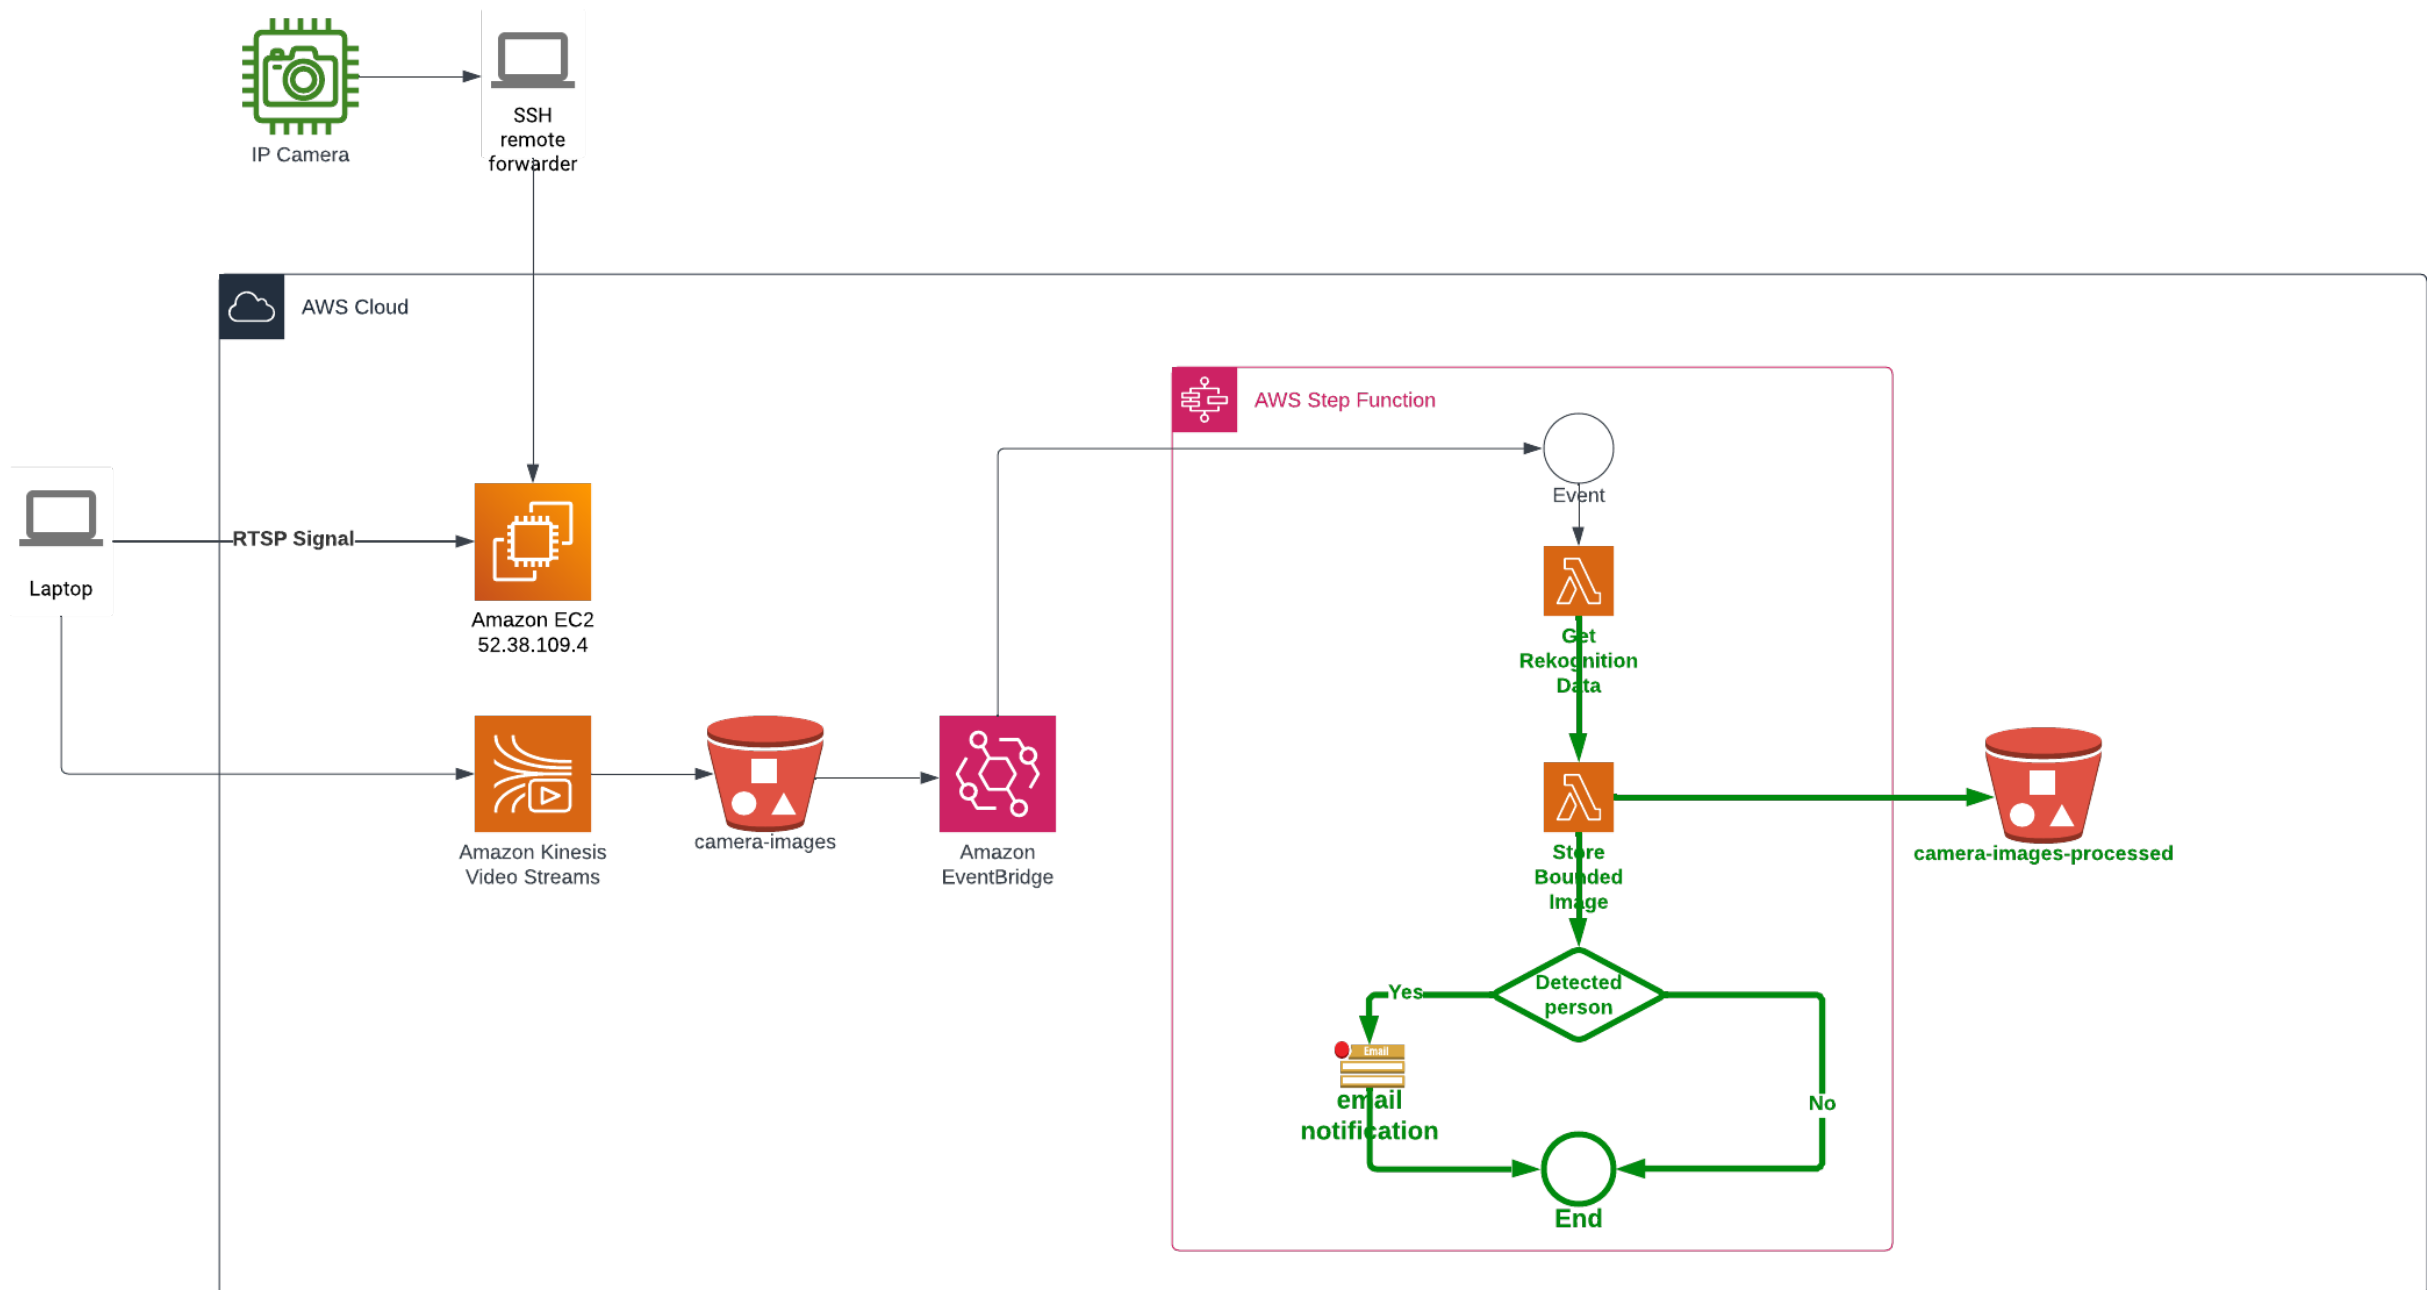 IP Camera
SSH
remote
forwarder
AWS Cloud
AWS Step Function
Event
Laptop
RTSP Signal
Amazon EC2
52.38.109.4
Get
Rekognition
Data
Amazon Kinesis
Video Streams
camera-images
Amazon
EventBridge
Store
Bounded
Image
camera-images-processed
Detected
person
Yes
Email
email
notification
No
End